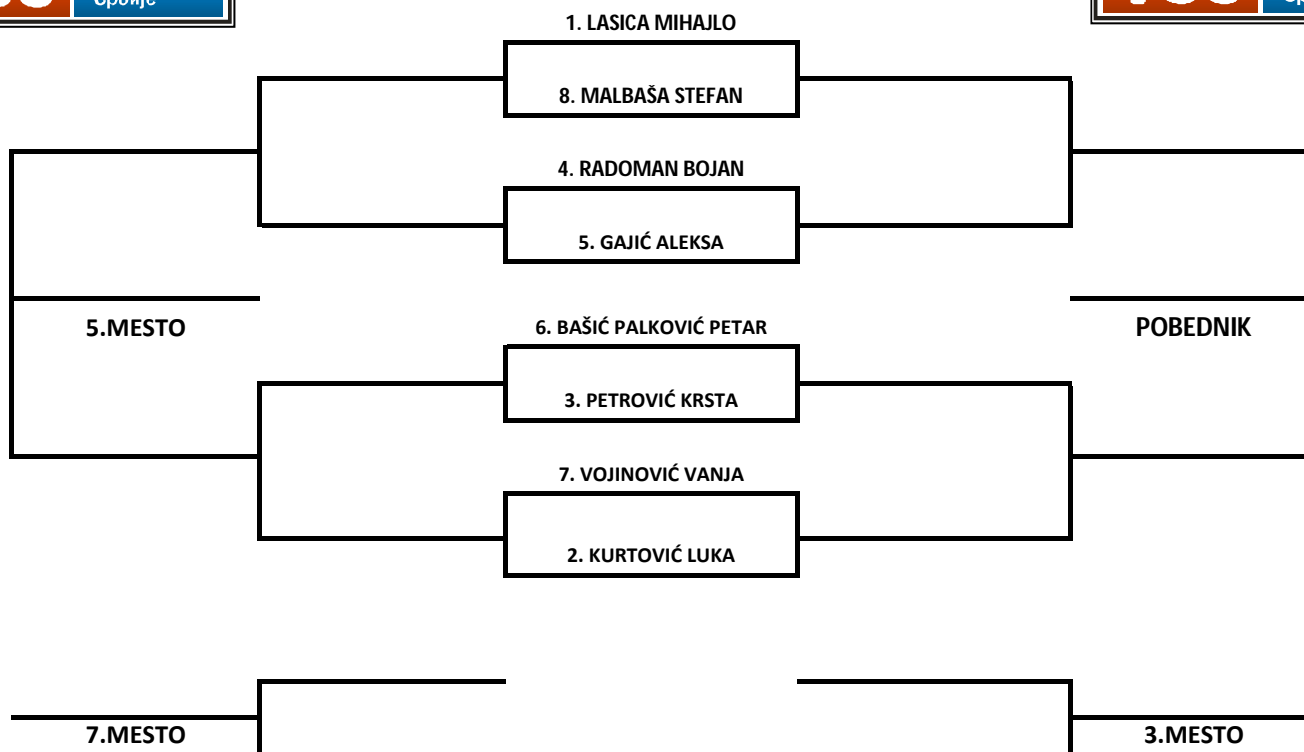 Србије
1. LASICA MIHAJLO
8. MALBAŠA STEFAN
4. RADOMAN BOJAN
5. GAJIĆ ALEKSA
5.MESTO
6. BAŠIĆ PALKOVIĆ PETAR
POBEDNIK
3. PETROVIĆ KRSTA
7. VOJINOVIĆ VANJA
2. KURTOVIĆ LUKA
7.MESTO
3.MESTO